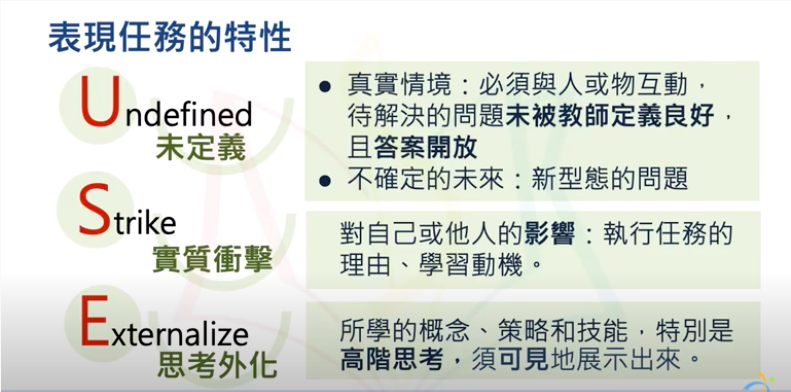 表現任務的特性
Undefined
未定義
● 真實情境：必須與人或物互動，
待解決的問題未被教師定義良好，
且答案開放
● 不確定的未來：新型態的問題
Strike
實質衝擊
對自己或他人的影響：執行任務的
理由、學習動機。
Externalize
思考外化
所學的概念、策略和技能，特別是
高階思考，須可見地展示出來。